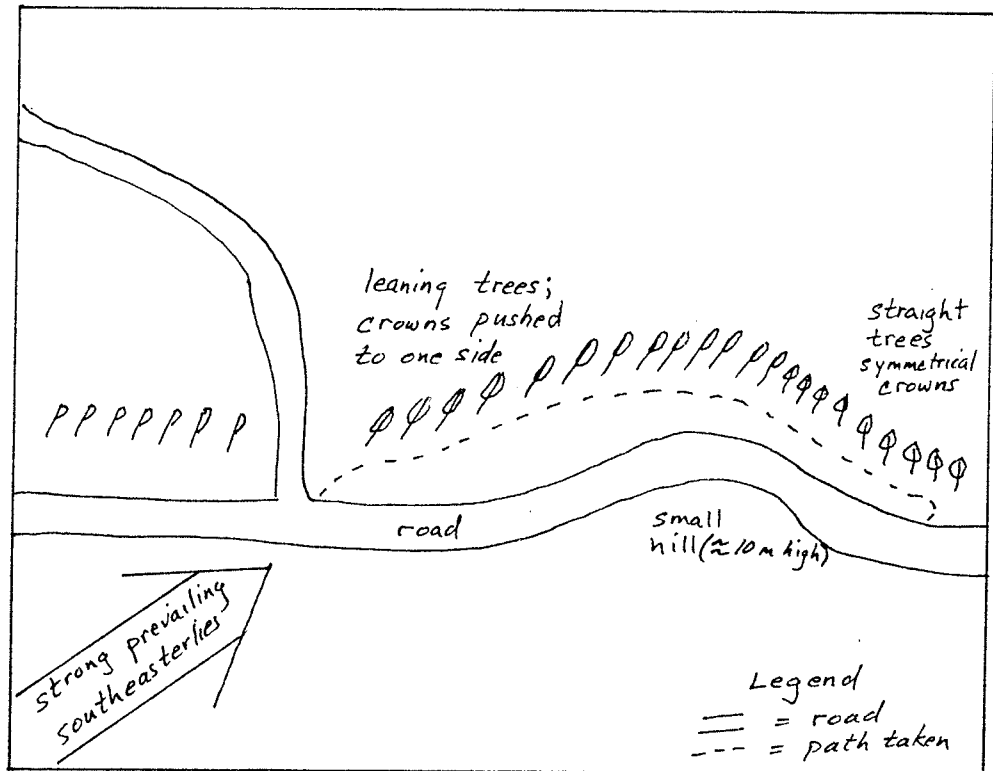 leaning trees;
crowns pushed
to one side
straight
trees
symmetrical
crowns
road
small
hill (≈10 m high)
strong prevailing
southeasterlies
Legend
= road
= path taken